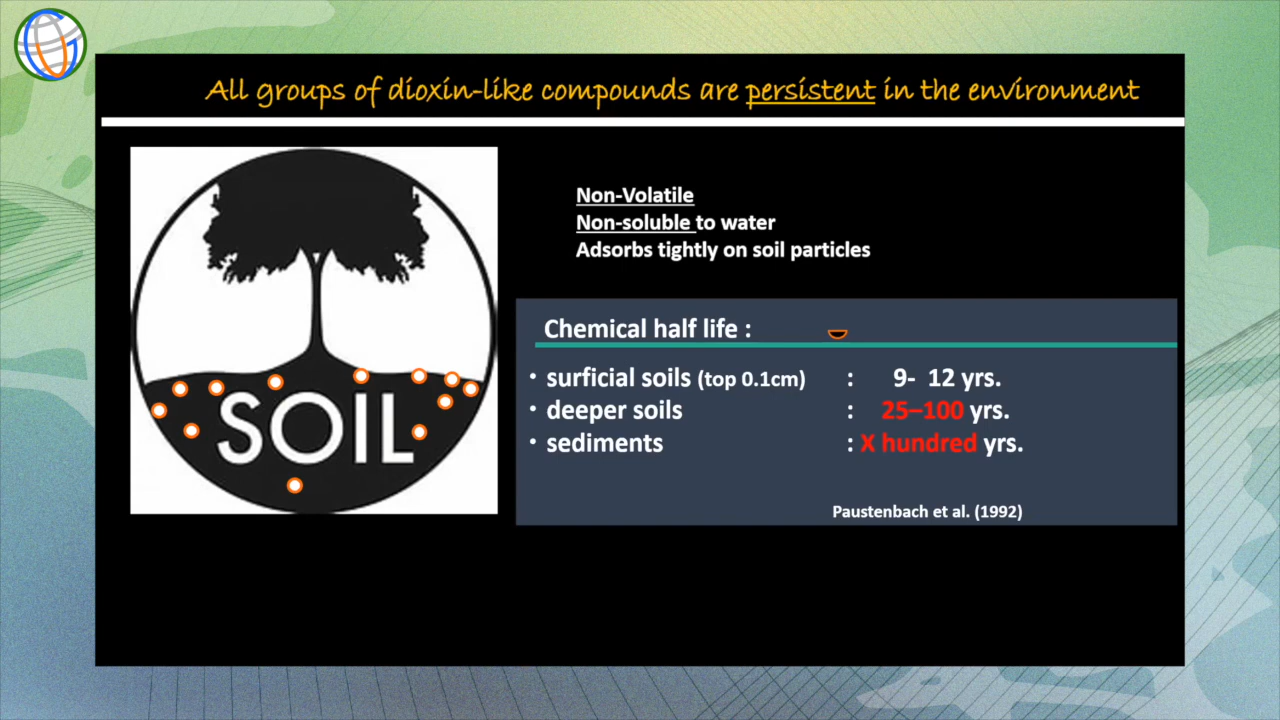 All groups of dioxin-like compounds are persistent in the environment
Non-Volatile
Non-soluble to water
Adsorbs tightly on soil particles
SOIL
Chemical half life :
• surficial soils (top 0.1cm) : 9- 12 yrs.
• deeper soils : 25–100 yrs.
• sediments : X hundred yrs.
Paustenbach et al. (1992)